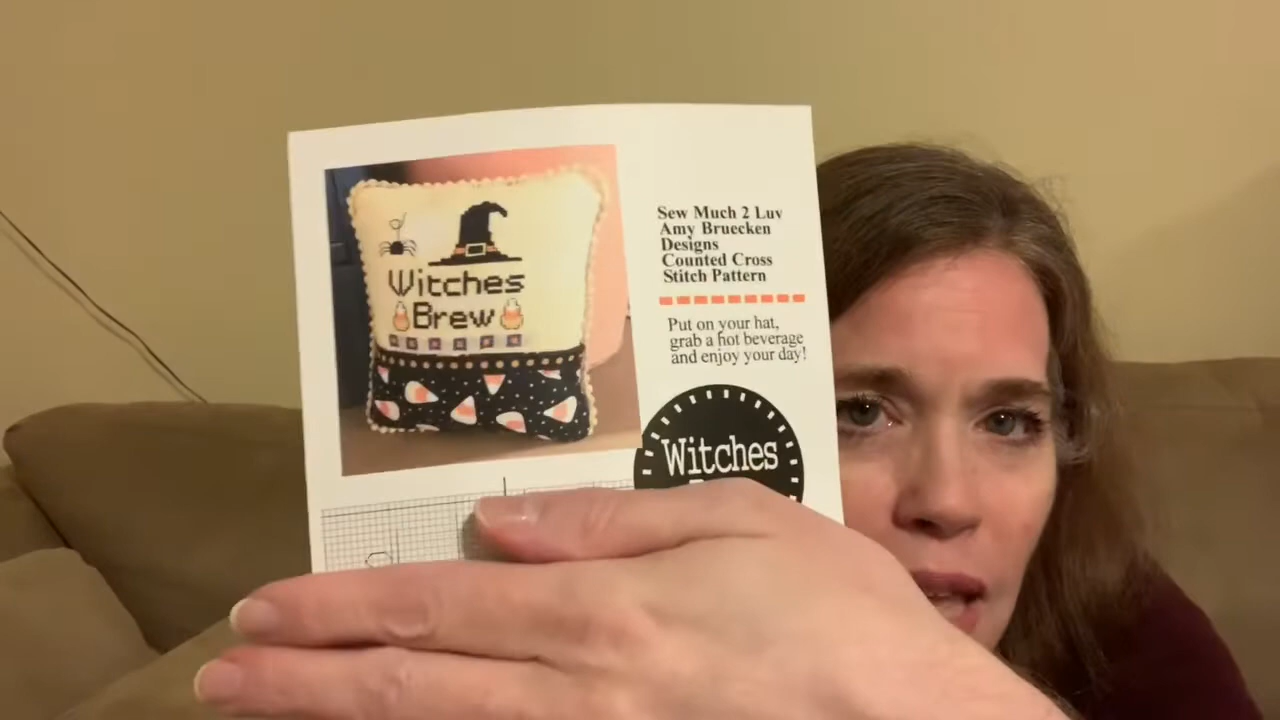 Witches
Brew
Sew Much 2 Luv
Amy Bruecken
Designs
Counted Cross
Stitch Pattern
Put on your hat,
grab a hot beverage
and enjoy your day!
Witches